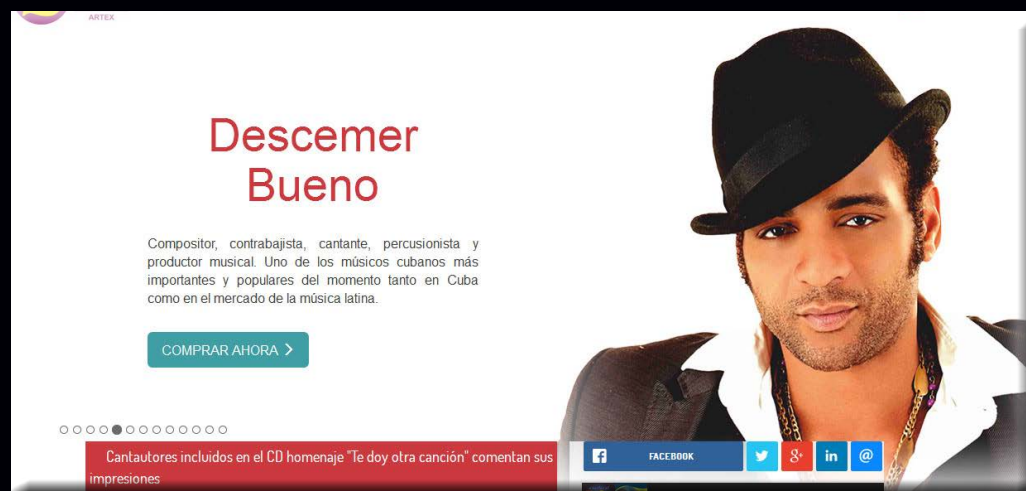 ARTEX
Descemer
Bueno
Compositor, contrabajista, cantante, percusionista y
productor musical. Uno de los músicos cubanos más
importantes y populares del momento tanto en Cuba
como en el mercado de la música latina.
COMPRAR AHORA
Cantautores incluidos en el CD homenaje "Te doy otra canción" comentan sus
impresiones
FACEBOOK